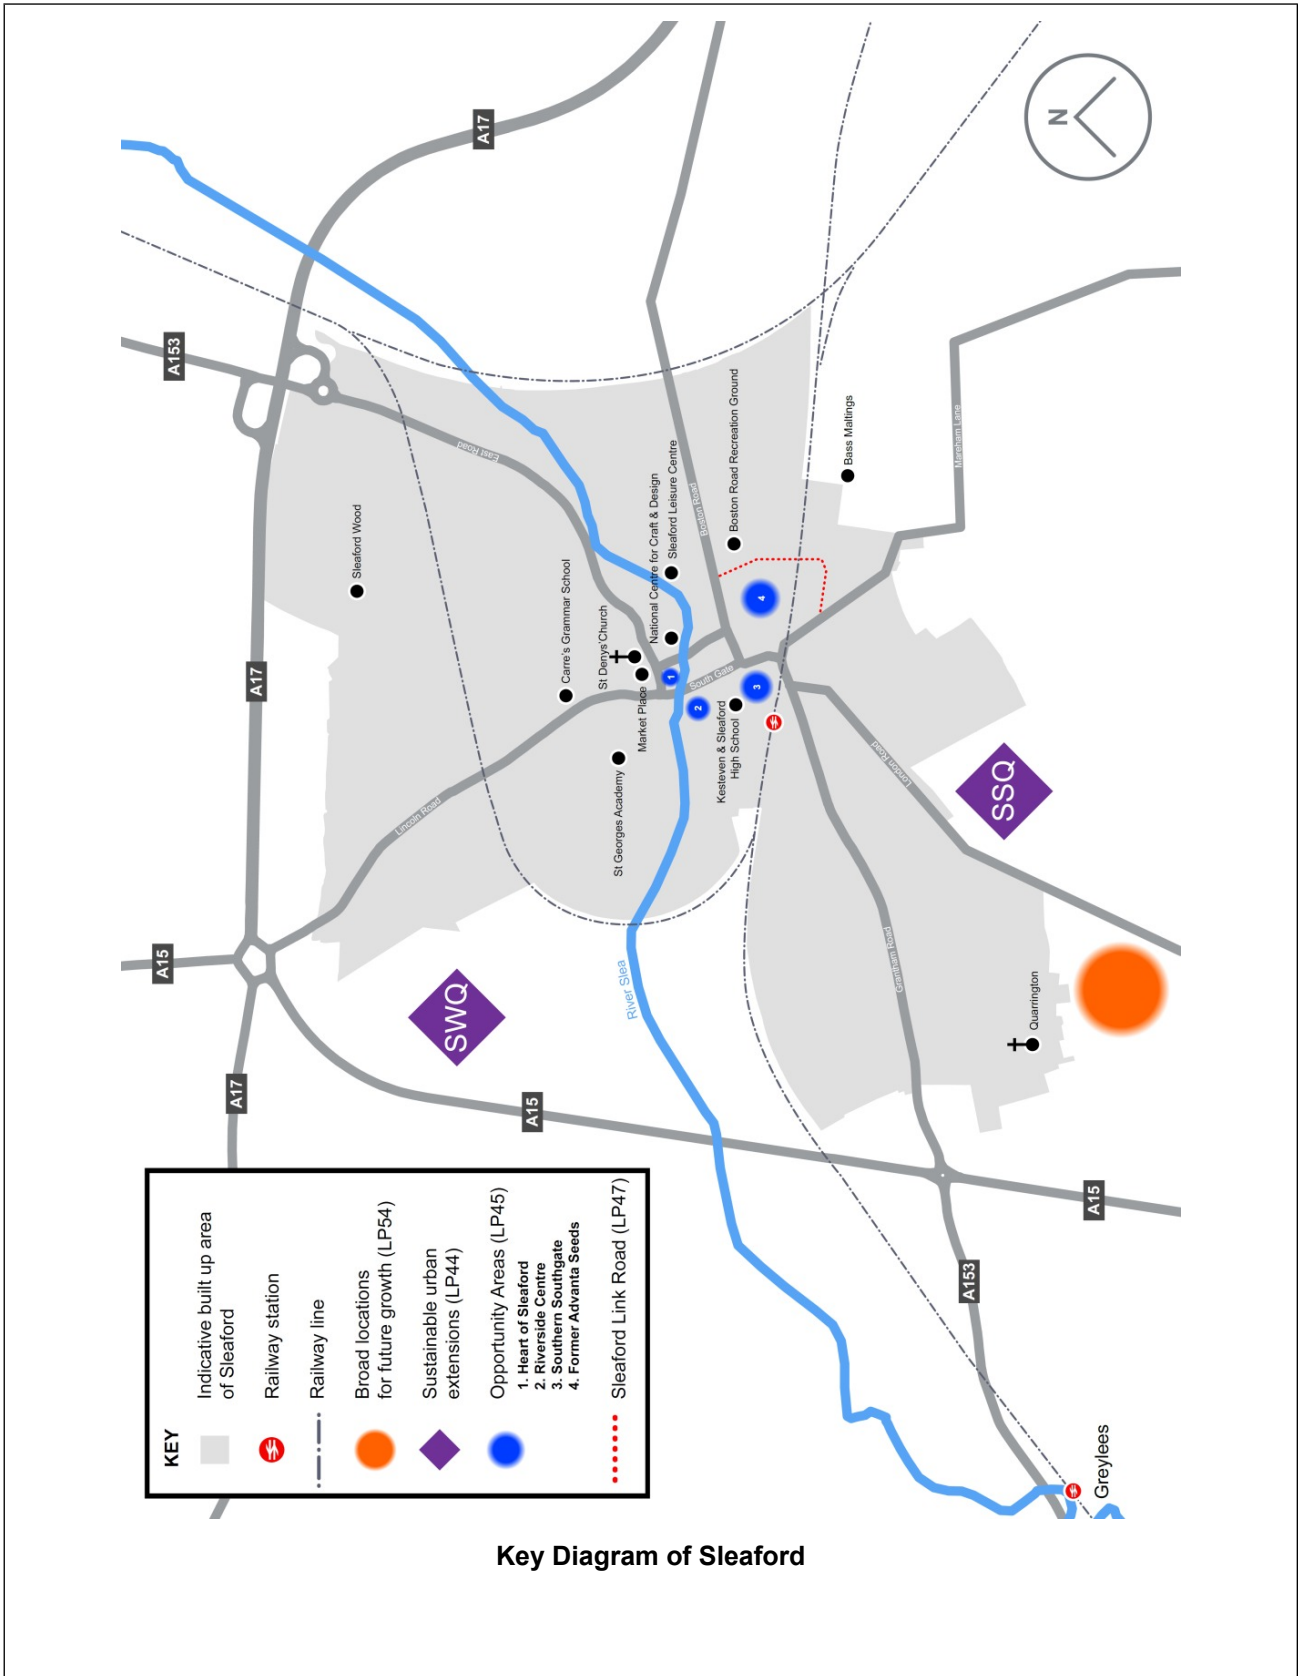 A17
A153
A17
A15
A17
A15
A15
A153
N
East Road
Lincoln Road
Boston Road
South Gate
Mareham Lane
London Road
Grantham Road
River Slea
Sleaford Wood
Carre's Grammar School
St Denys'Church
Market Place
National Centre for Craft & Design
Sleaford Leisure Centre
Boston Road Recreation Ground
Bass Maltings
St Georges Academy
Kesteven & Sleaford
High School
Quarrington
Greylees
1
2
3
4
SWQ
SSQ
KEY
Indicative built up area
of Sleaford
Railway station
Railway line
Broad locations
for future growth (LP54)
Sustainable urban
extensions (LP44)
Opportunity Areas (LP45)
1. Heart of Sleaford
2. Riverside Centre
3. Southern Southgate
4. Former Advanta Seeds
Sleaford Link Road (LP47)
Key Diagram of Sleaford